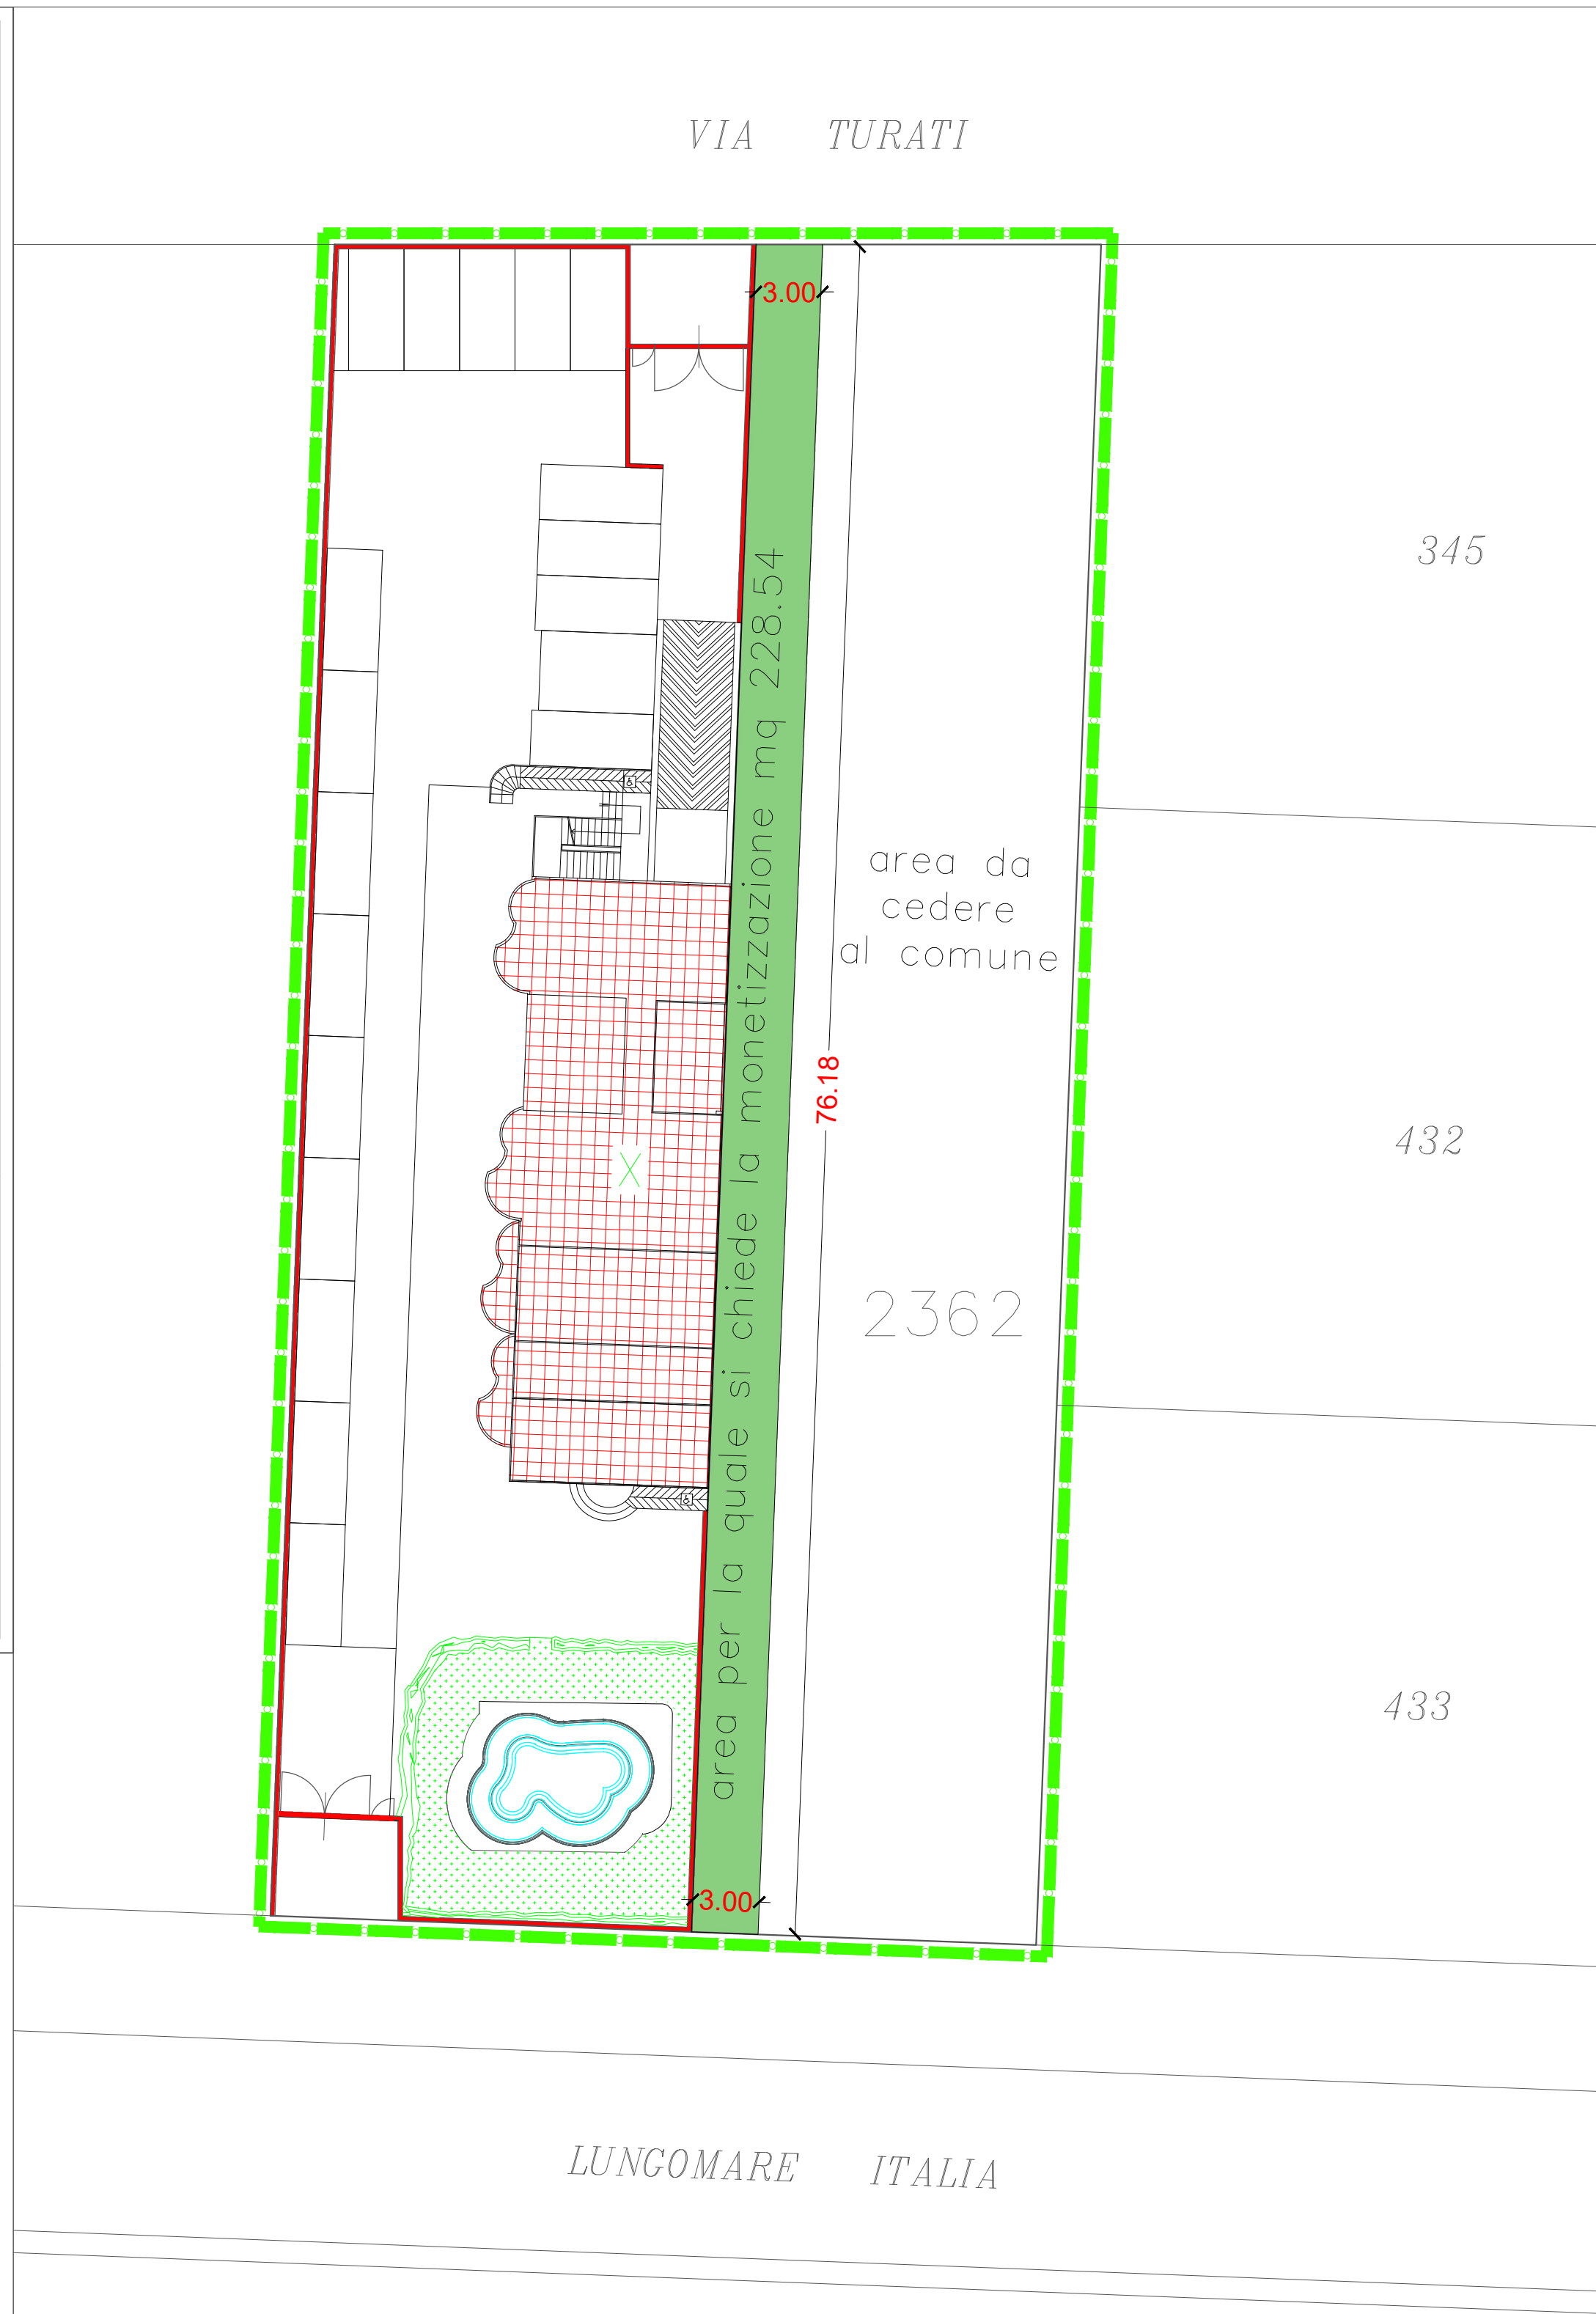 VIA TURATI
3.00
345
area per la quale si chiede la monetizzazione mq 228.54
area da
cedere
al comune
76.18
432
X
2362
433
3.00
LUNGOMARE ITALIA